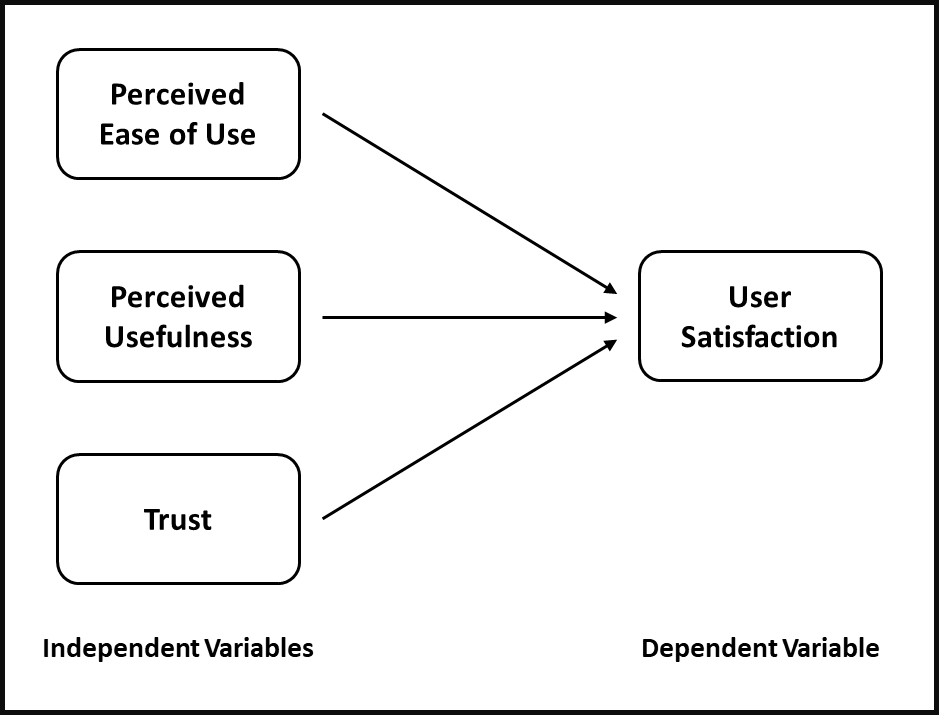 Perceived
Ease of Use
Perceived
Usefulness
User
Satisfaction
Trust
Independent Variables
Dependent Variable